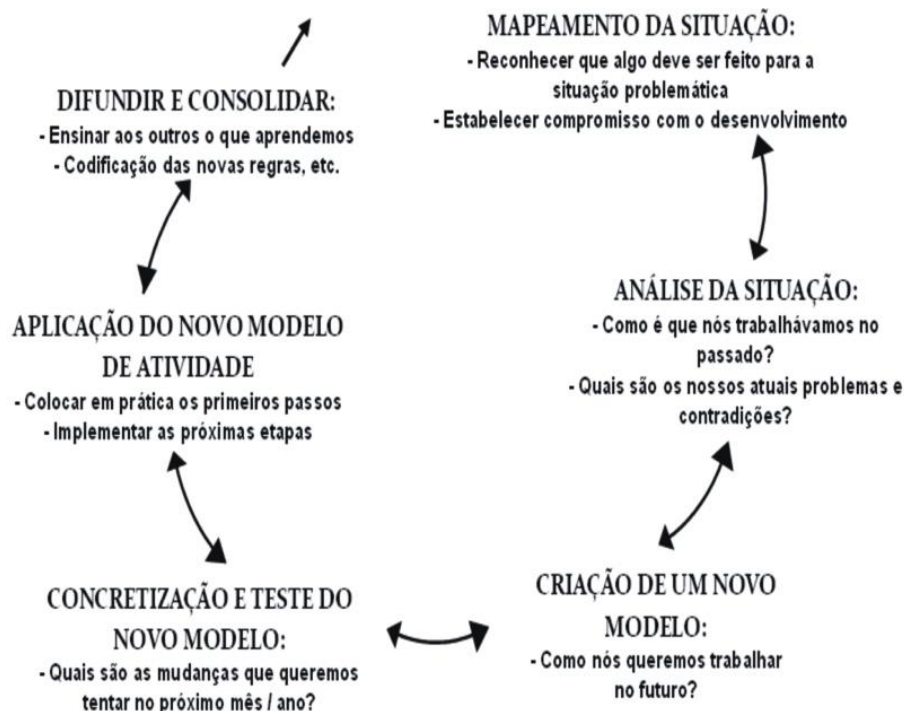 MAPEAMENTO DA SITUAÇÃO:
- Reconhecer que algo deve ser feito para a
situação problemática
- Estabelecer compromisso com o desenvolvimento
ANÁLISE DA SITUAÇÃO:
- Como é que nós trabalhávamos no
passado?
- Quais são os nossos atuais problemas e
contradições?
CRIAÇÃO DE UM NOVO
MODELO:
- Como nós queremos trabalhar
no futuro?
CONCRETIZAÇÃO E TESTE DO
NOVO MODELO:
- Quais são as mudanças que queremos
tentar no próximo mês / ano?
APLICAÇÃO DO NOVO MODELO
DE ATIVIDADE
- Colocar em prática os primeiros passos
- Implementar as próximas etapas
DIFUNDIR E CONSOLIDAR:
- Ensinar aos outros o que aprendemos
- Codificação das novas regras, etc.